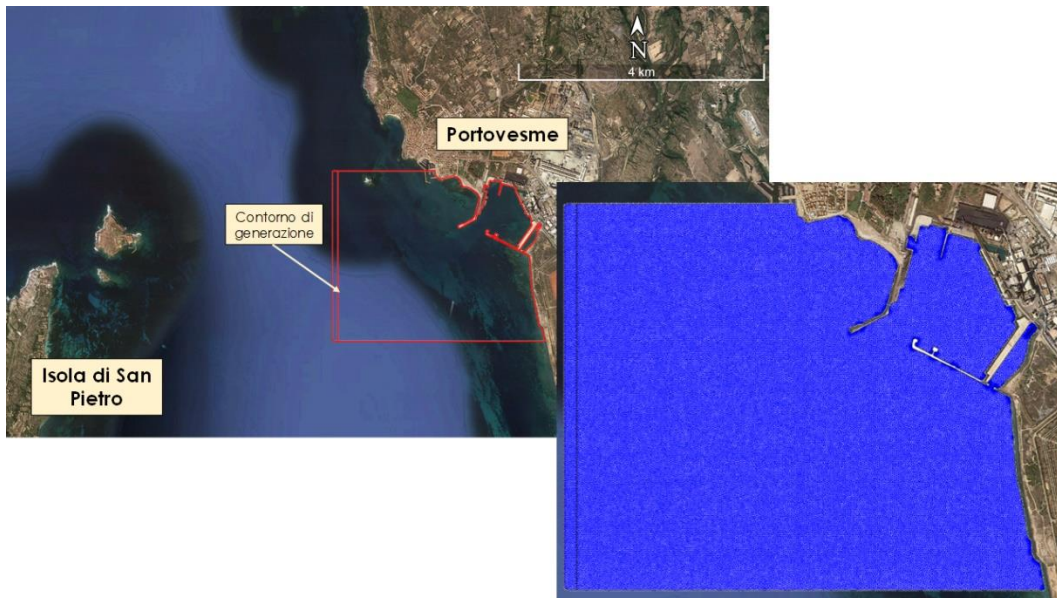 N
4 km
Portovesme
Contorno di
generazione
Isola di San
Pietro